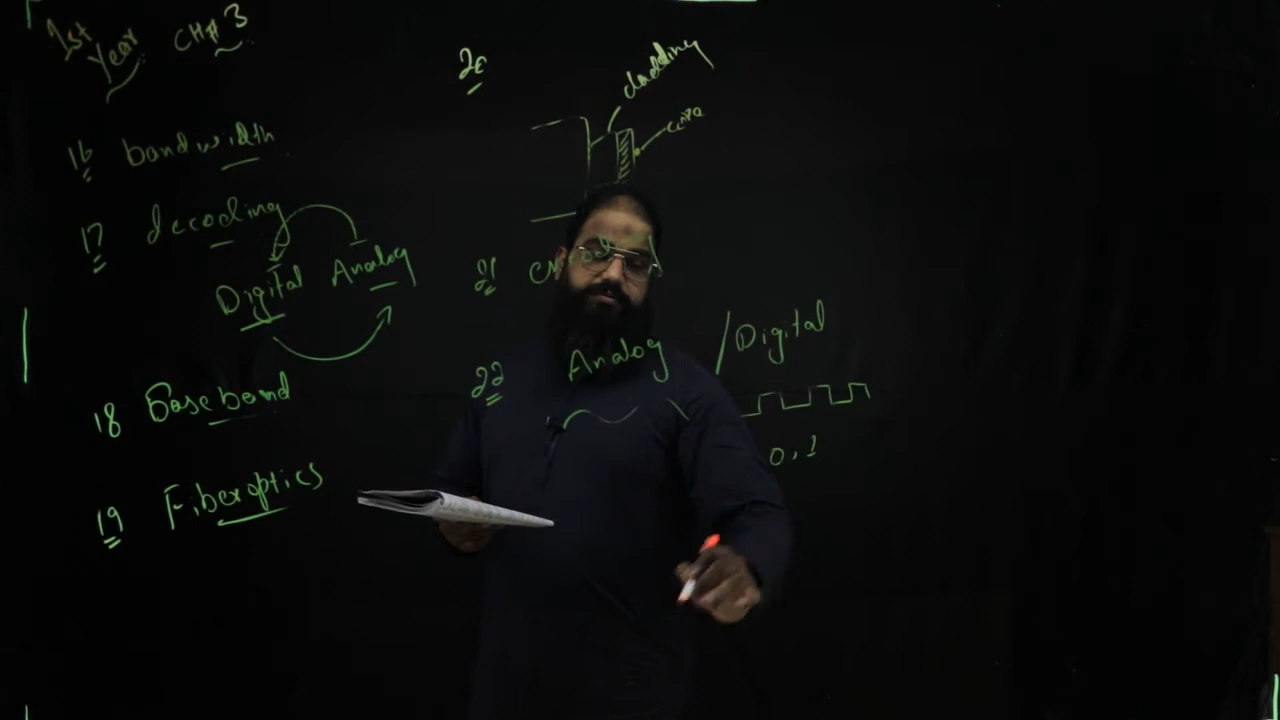 1st Year CH# 3
16 bandwidth
17 decoding
Digital Analog
18 Baseband
19 Fiberoptics
20
cladding
21
22 Analog / Digital
0,1